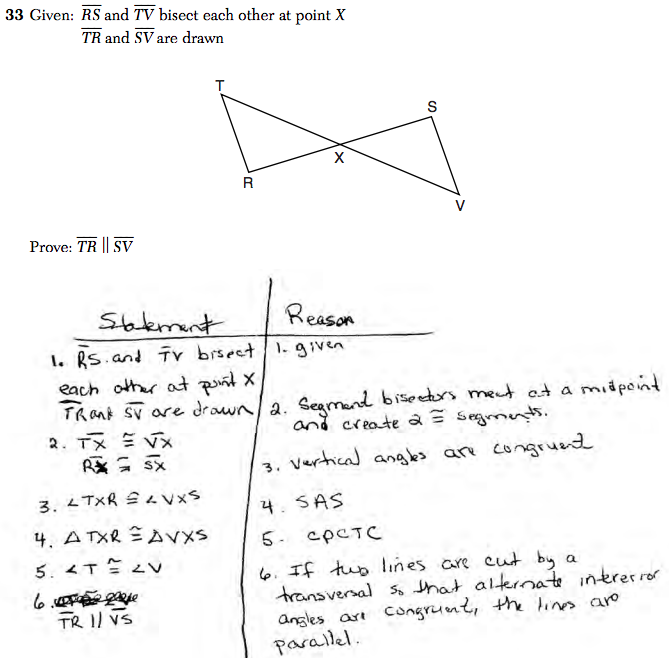 33 Given: RS and TV bisect each other at point X
TR and SV are drawn
T
S
X
R
V
Prove: TR || SV
Statement
Reason
1. RS and TV bisect
each other at point X
TR and SV are drawn
2. TX ≅ VX
RX ≅ SX
3. ∠TXR ≅ ∠VXS
4. △TXR ≅ △VXS
5. ∠T ≅ ∠V
6.
TR || VS
1. given
2. Segment bisectors meet at a midpoint
and create 2 ≅ segments.
3. vertical angles are congruent
4. SAS
5. CPCTC
6. If two lines are cut by a
transversal so that alternate interior
angles are congruent, the lines are
parallel.